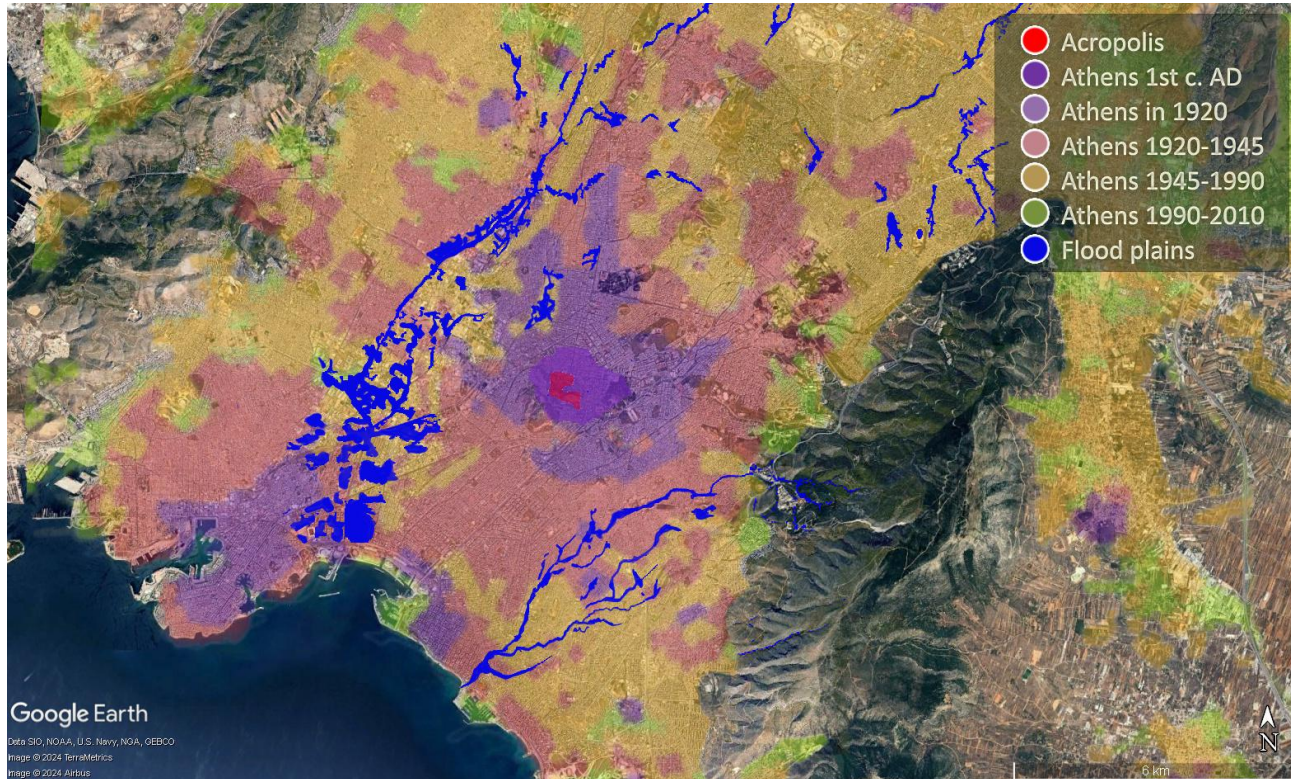 Acropolis
Athens 1st c. AD
Athens in 1920
Athens 1920-1945
Athens 1945-1990
Athens 1990-2010
Flood plains
Google Earth
Data SIO, NOAA, U.S. Navy, NGA, GEBCO
Image © 2024 TerraMetrics
Image © 2024 Airbus
N
6 km